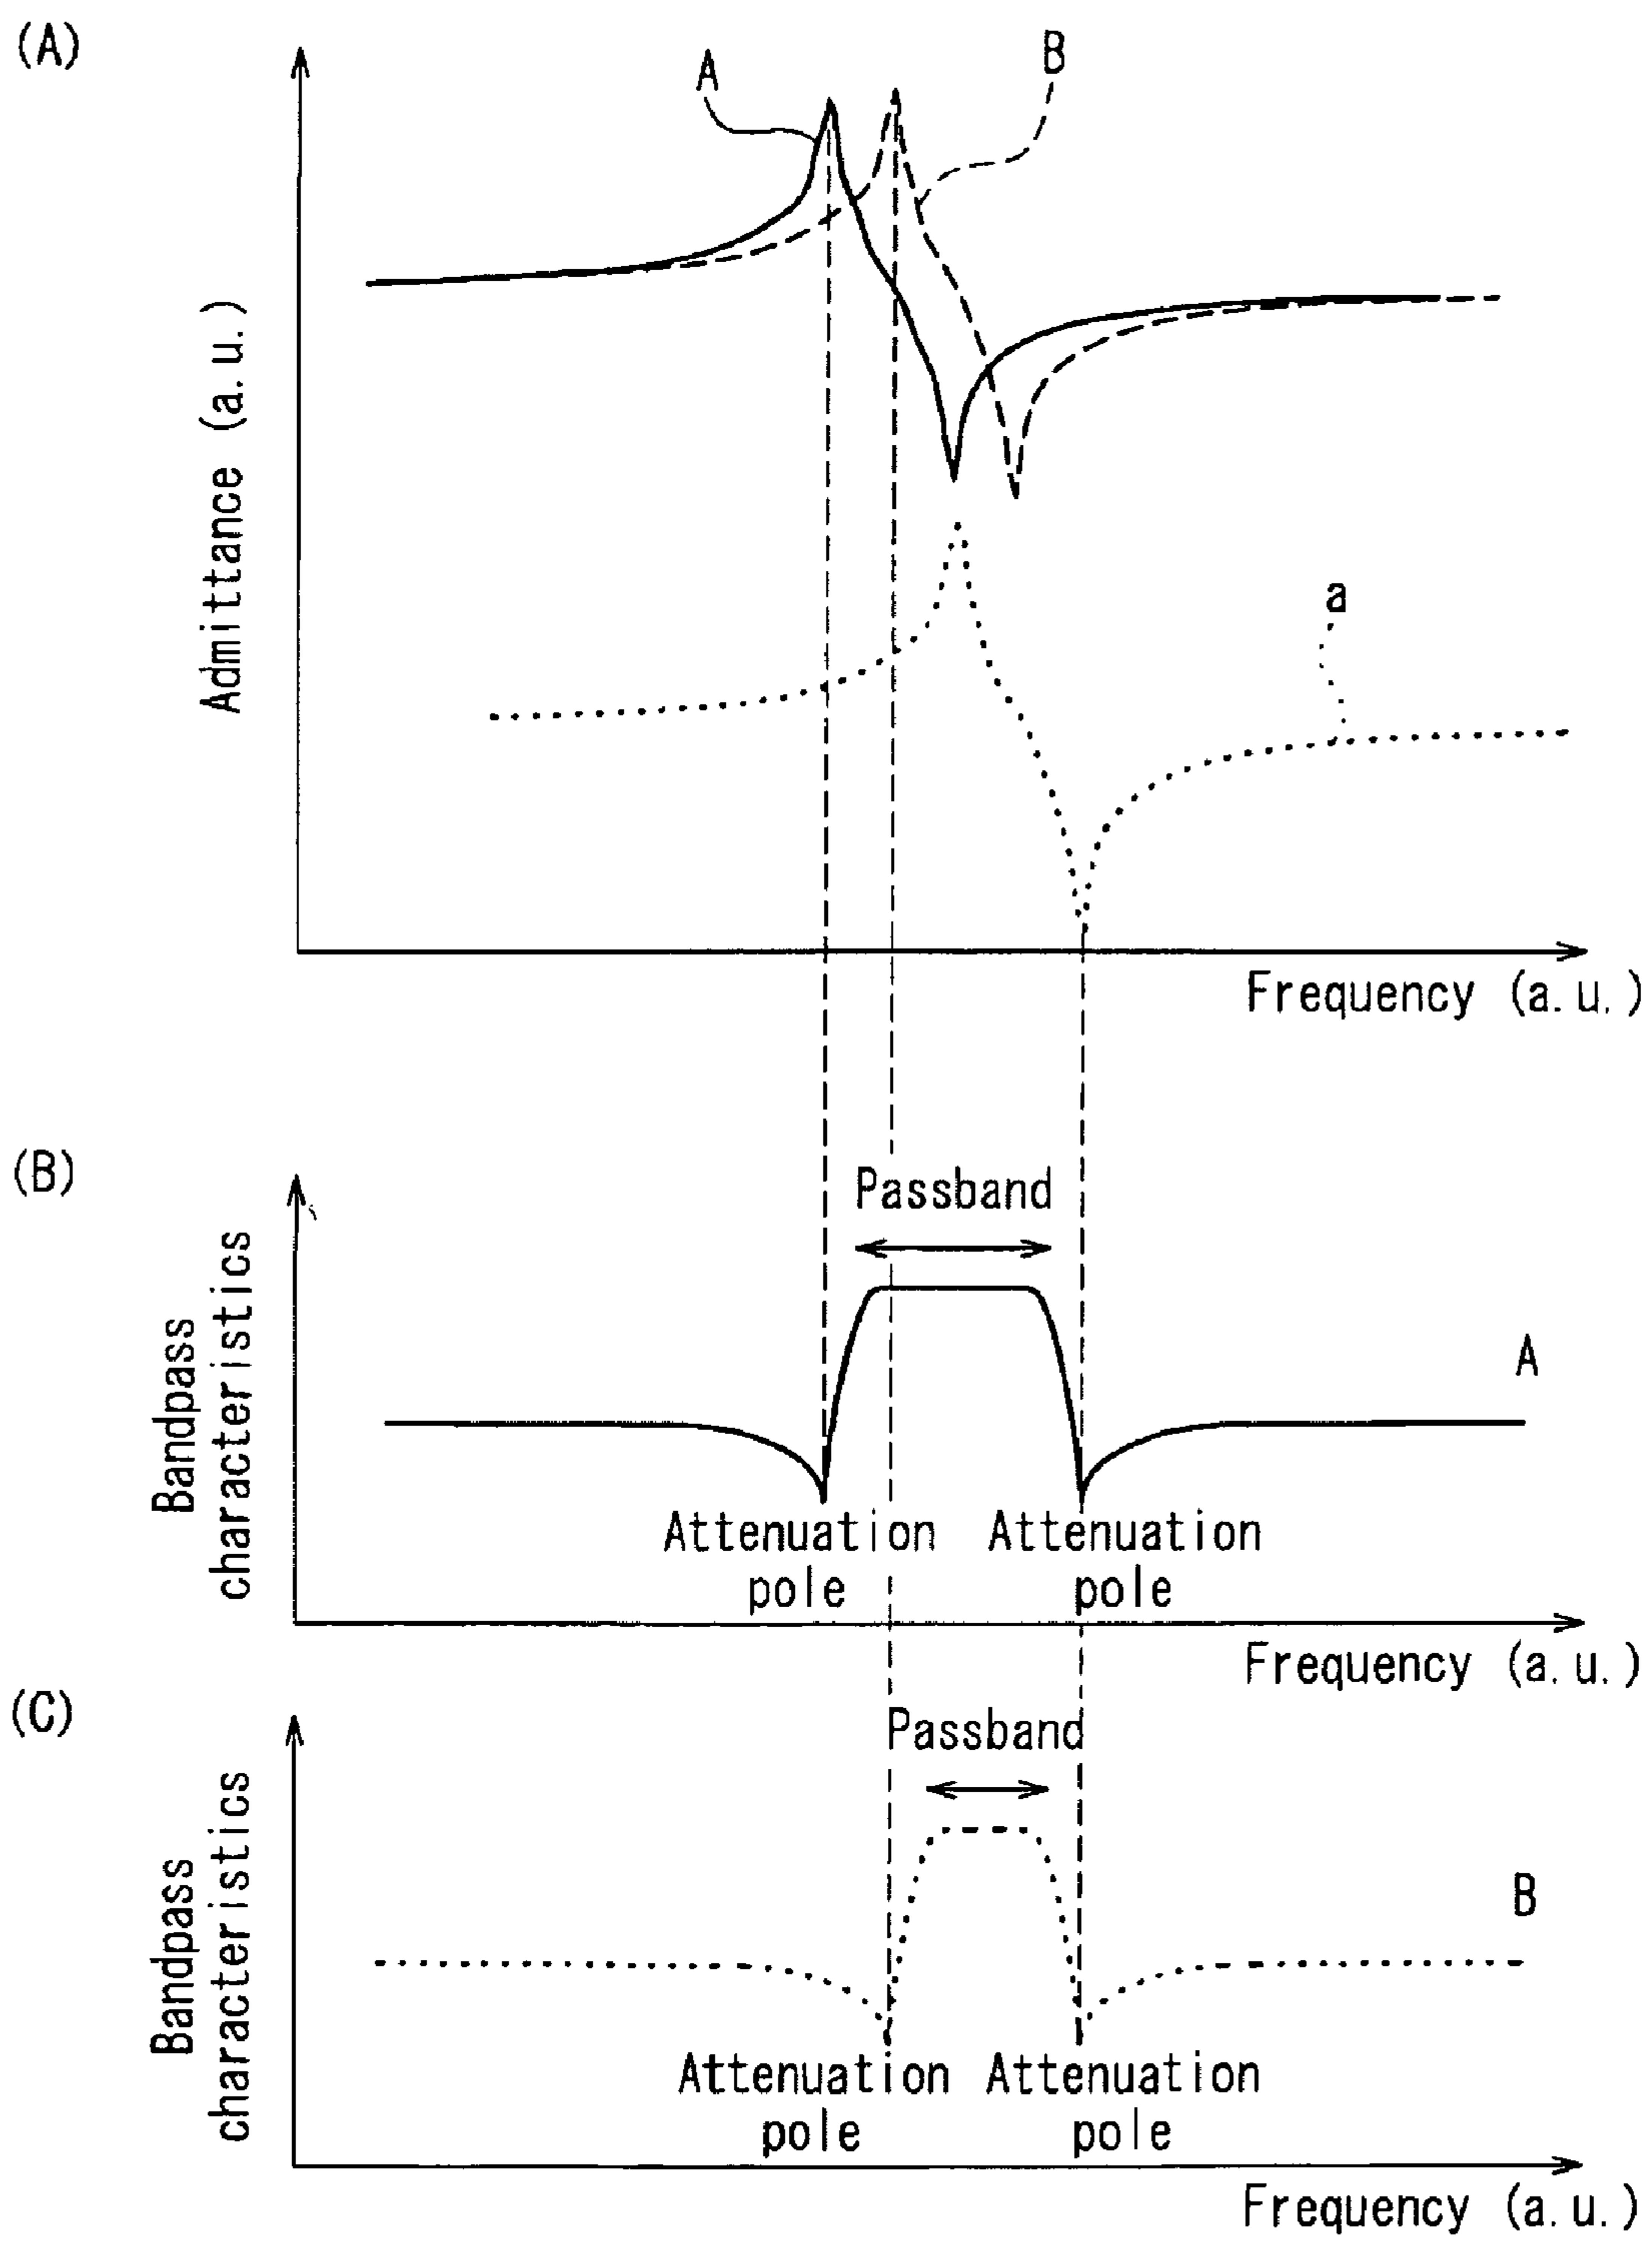 (A)
A
B
a
Admittance (a.u.)
Frequency (a.u.)
(B)
Passband
Bandpass
characteristics
A
Attenuation Attenuation
pole pole
Frequency (a.u.)
(C)
Passband
Bandpass
characteristics
B
Attenuation Attenuation
pole pole
Frequency (a.u.)